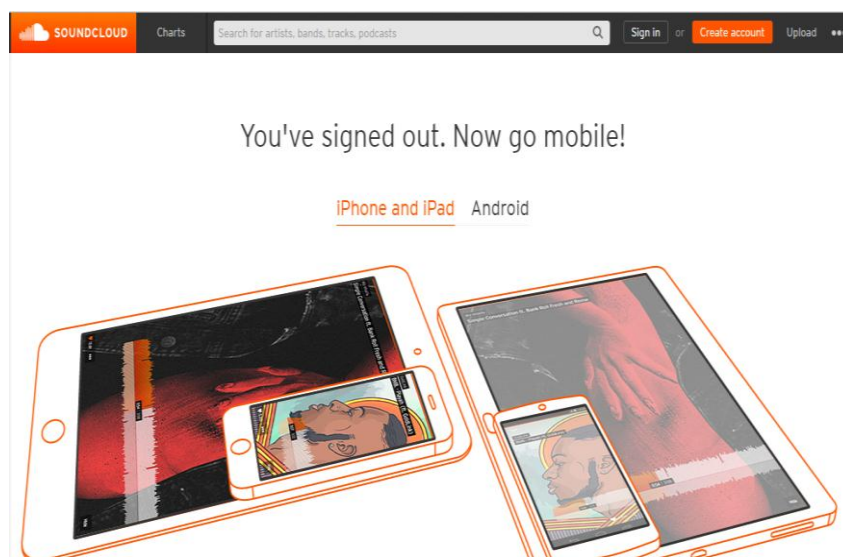 SOUNDCLOUD Charts Search for artists, bands, tracks, podcasts Sign in or Create account Upload
You've signed out. Now go mobile!
iPhone and iPad Android